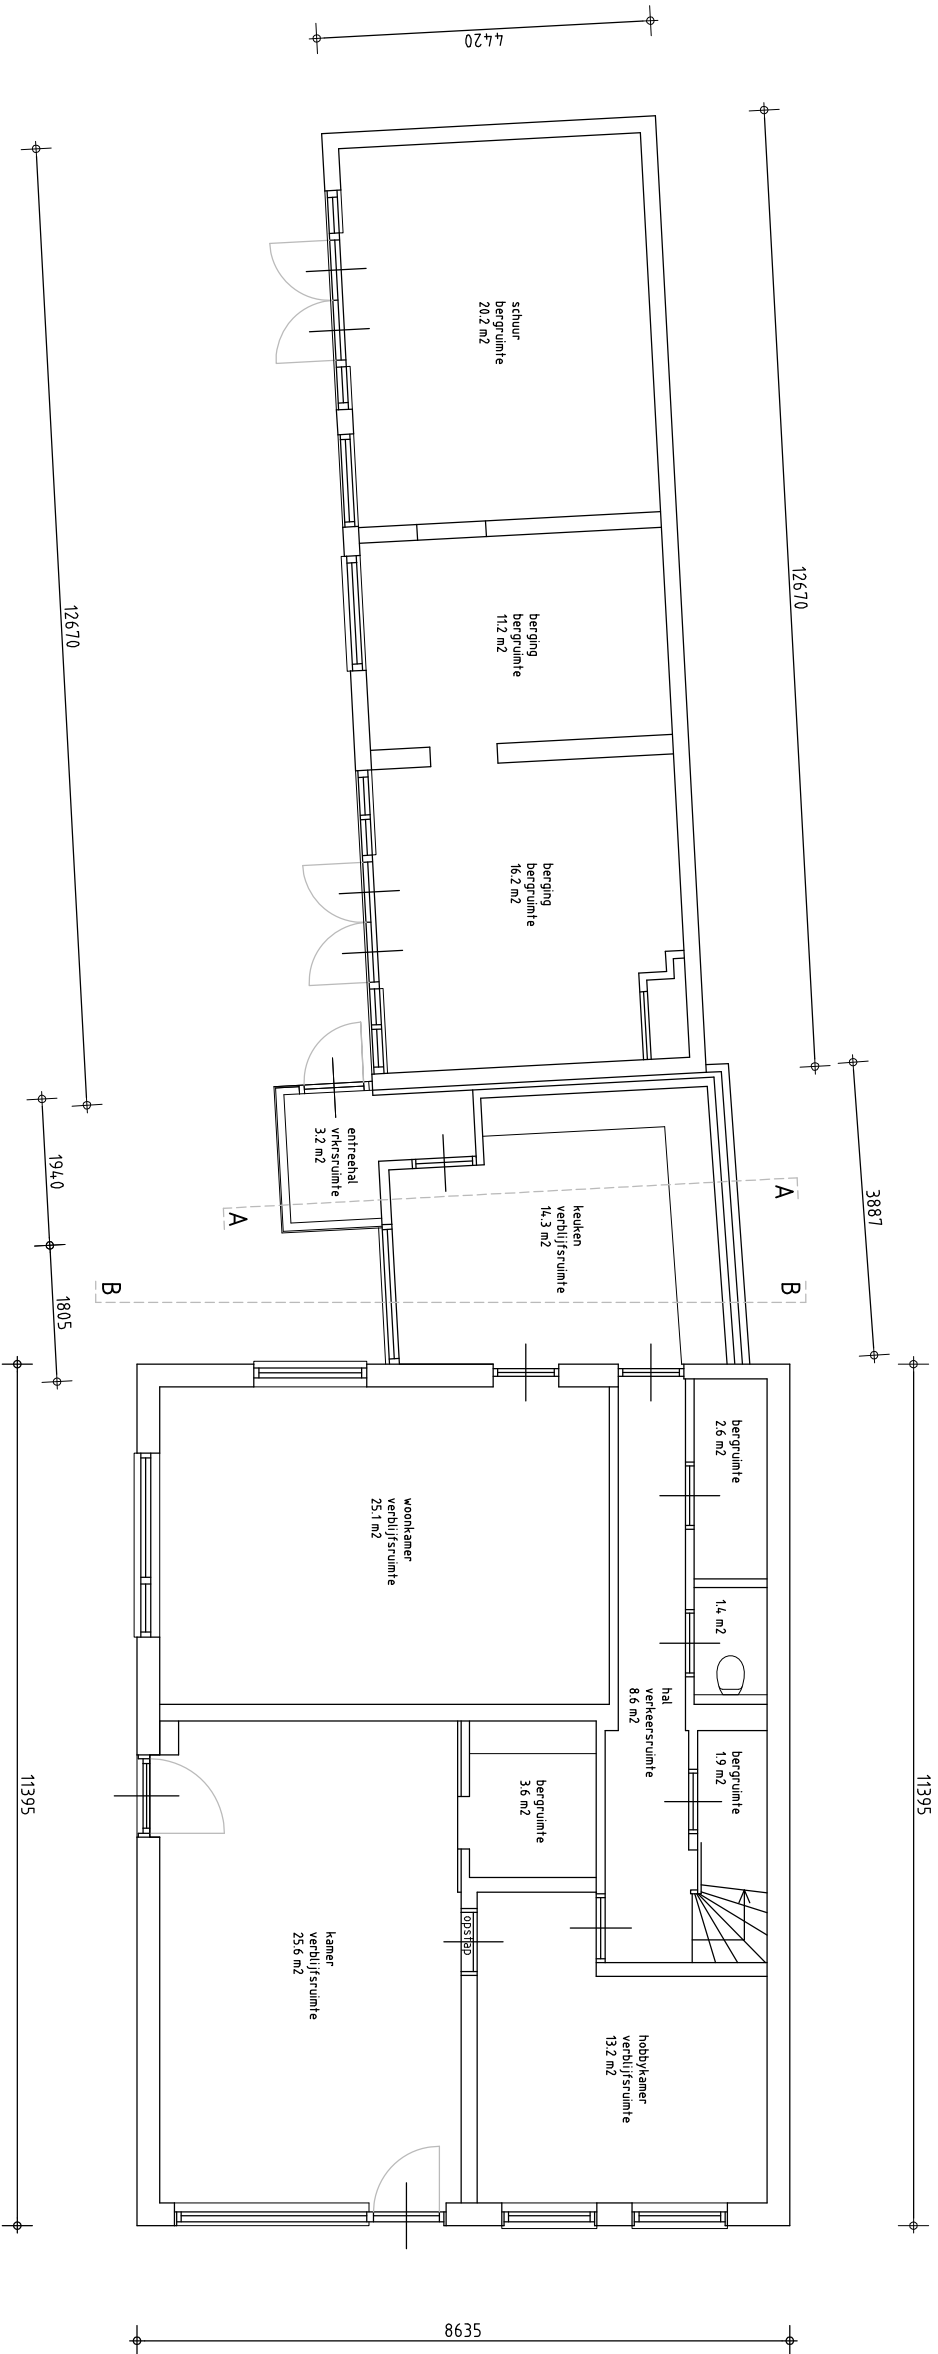 4420
12670
12670
schuur
bergruimte
20.2 m2
berging
bergruimte
11.2 m2
berging
bergruimte
16.2 m2
entreehal
vrkrsruimte
3.2 m2
keuken
verblijfsruimte
14.3 m2
A
A
B
B
1940
1805
3887
11395
11395
bergruimte
2.6 m2
woonkamer
verblijfsruimte
25.1 m2
1.4 m2
hal
verkeersruimte
8.6 m2
bergruimte
1.9 m2
bergruimte
3.6 m2
opstap
kamer
verblijfsruimte
25.6 m2
hobbykamer
verblijfsruimte
13.2 m2
8635